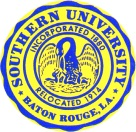 SOUTHERN UNIVERSITY
INCORPORATED 1880
RELOCATED 1914
BATON ROUGE, LA.